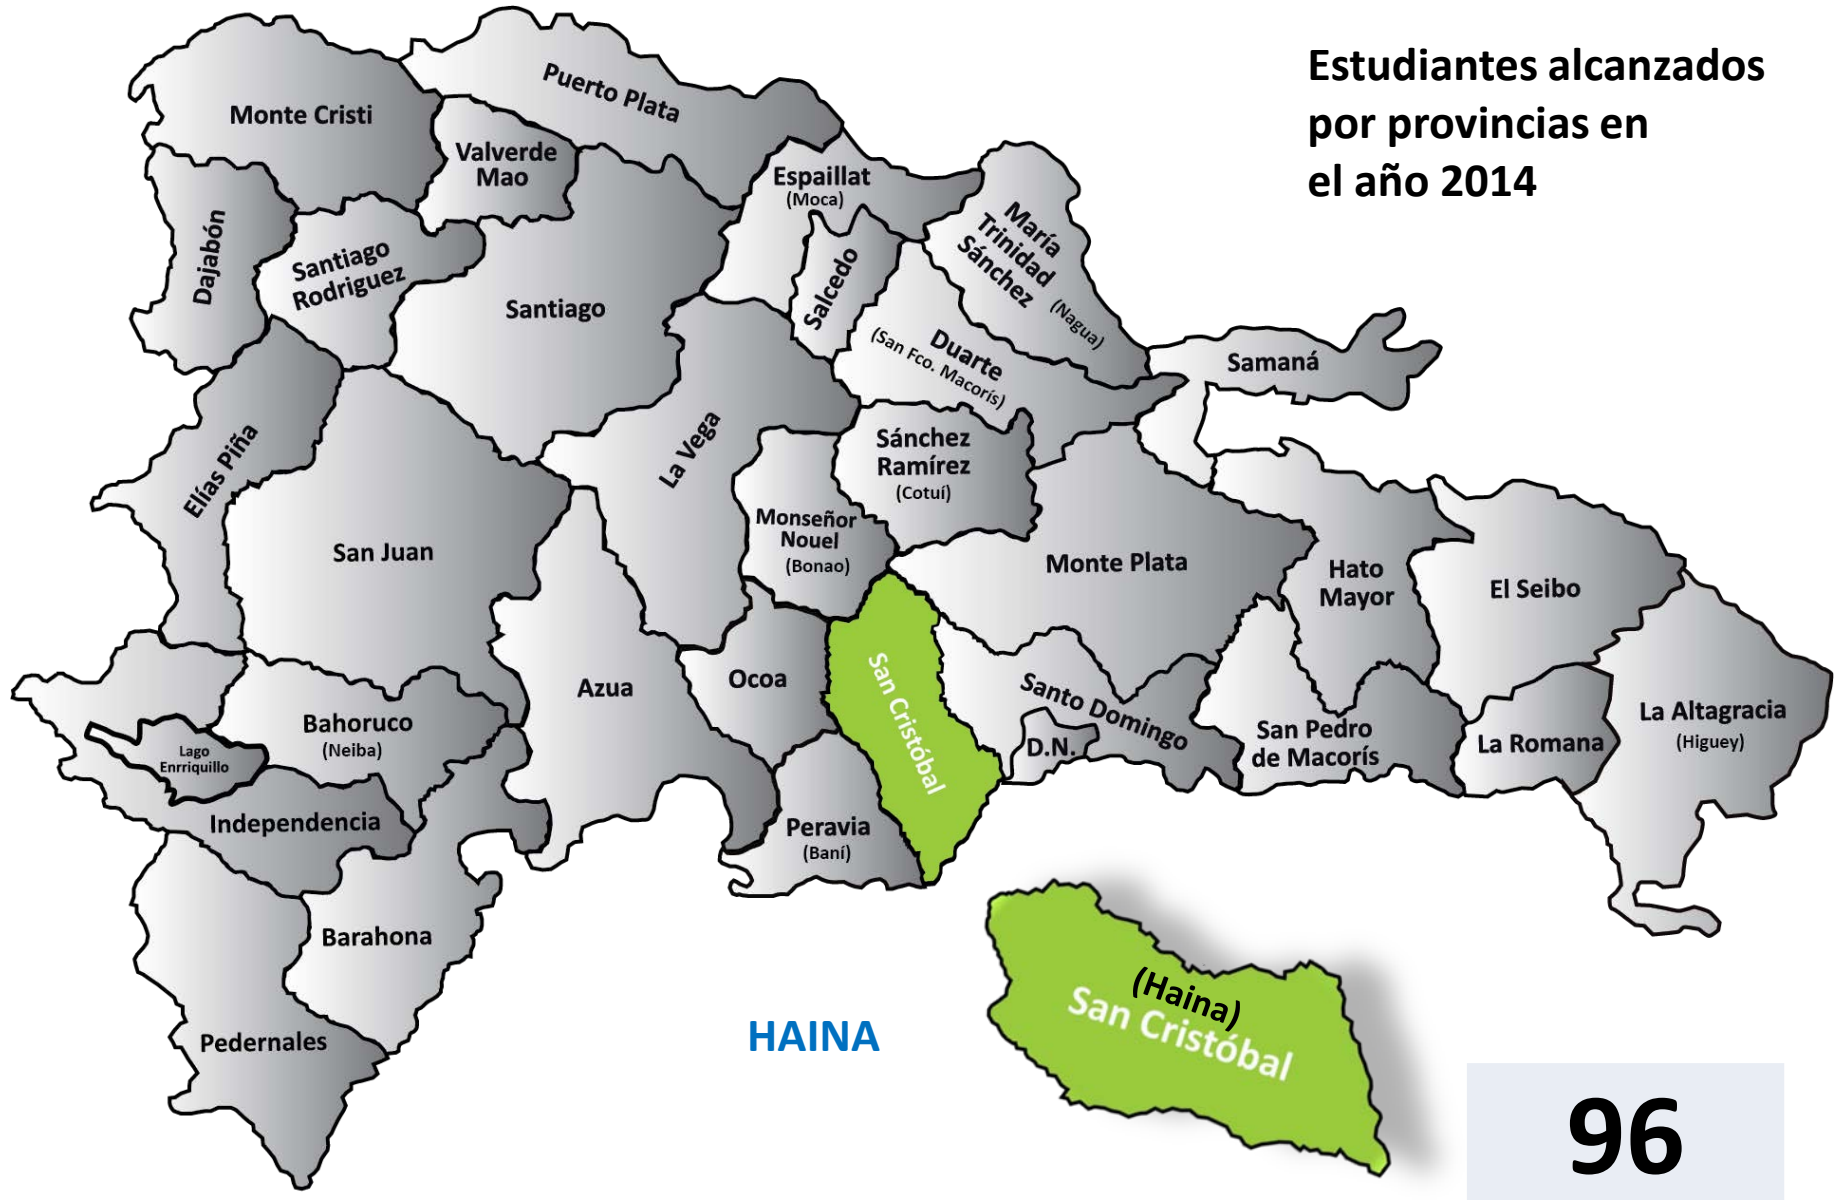 Estudiantes alcanzados
por provincias en
el año 2014
Puerto Plata
Monte Cristi
Valverde
Mao
Espaillat
(Moca)
María
Trinidad
Sánchez
(Nagua)
Dajabón
Santiago
Rodriguez
Salcedo
Santiago
Duarte
(San Fco. Macorís)
Samaná
Elías Piña
La Vega
Sánchez
Ramírez
(Cotuí)
San Juan
Monseñor
Nouel
(Bonao)
Monte Plata
Hato
Mayor
El Seibo
Azua
Ocoa
San Cristóbal
Santo Domingo
D.N.
San Pedro
de Macorís
La Romana
La Altagracia
(Higuey)
Bahoruco
(Neiba)
Lago
Enrriquillo
Independencia
Peravia
(Baní)
Barahona
Pedernales
HAINA
(Haina)
San Cristóbal
96